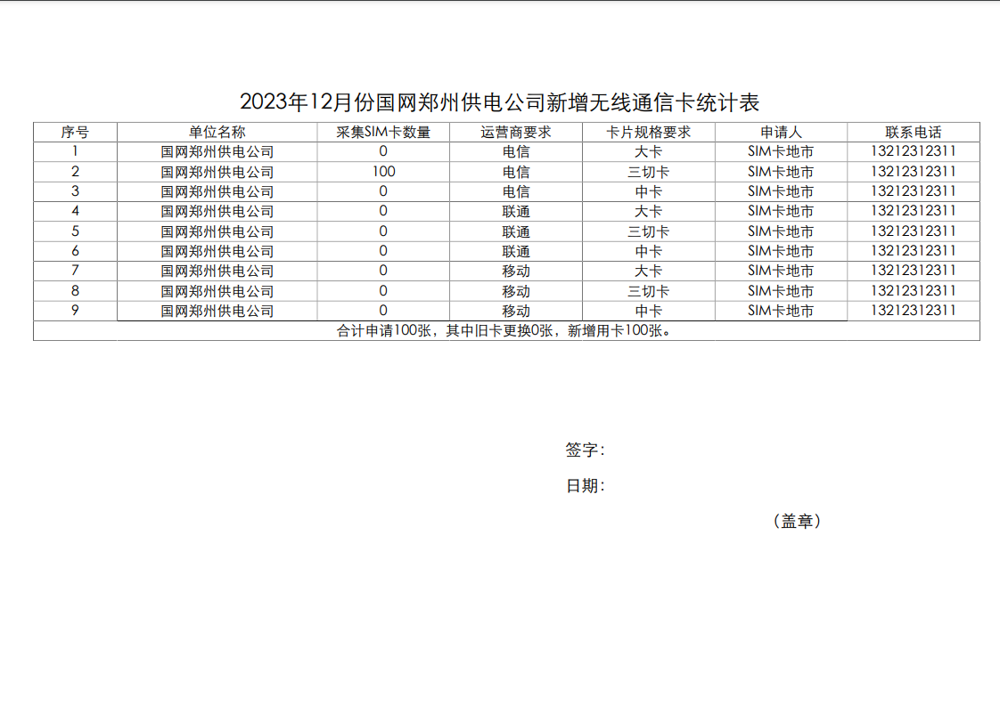 2023年12月份国网郑州供电公司新增无线通信卡统计表
序号 单位名称 采集SIM卡数量 运营商要求 卡片规格要求 申请人 联系电话
1 国网郑州供电公司 0 电信 大卡 SIM卡地市 13212312311
2 国网郑州供电公司 100 电信 三切卡 SIM卡地市 13212312311
3 国网郑州供电公司 0 电信 中卡 SIM卡地市 13212312311
4 国网郑州供电公司 0 联通 大卡 SIM卡地市 13212312311
5 国网郑州供电公司 0 联通 三切卡 SIM卡地市 13212312311
6 国网郑州供电公司 0 联通 中卡 SIM卡地市 13212312311
7 国网郑州供电公司 0 移动 大卡 SIM卡地市 13212312311
8 国网郑州供电公司 0 移动 三切卡 SIM卡地市 13212312311
9 国网郑州供电公司 0 移动 中卡 SIM卡地市 13212312311
合计申请100张，其中旧卡更换0张，新增用卡100张。
签字：
日期：
（盖章）